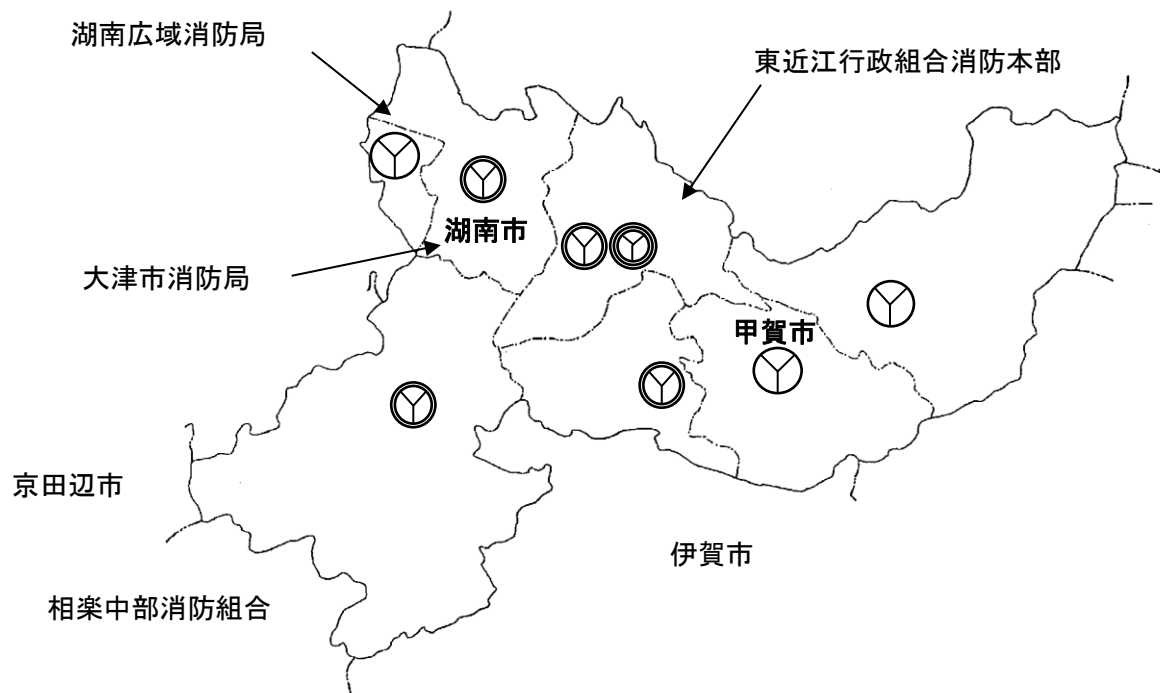 湖南広域消防局
東近江行政組合消防本部
湖南市
大津市消防局
甲賀市
京田辺市
伊賀市
相楽中部消防組合